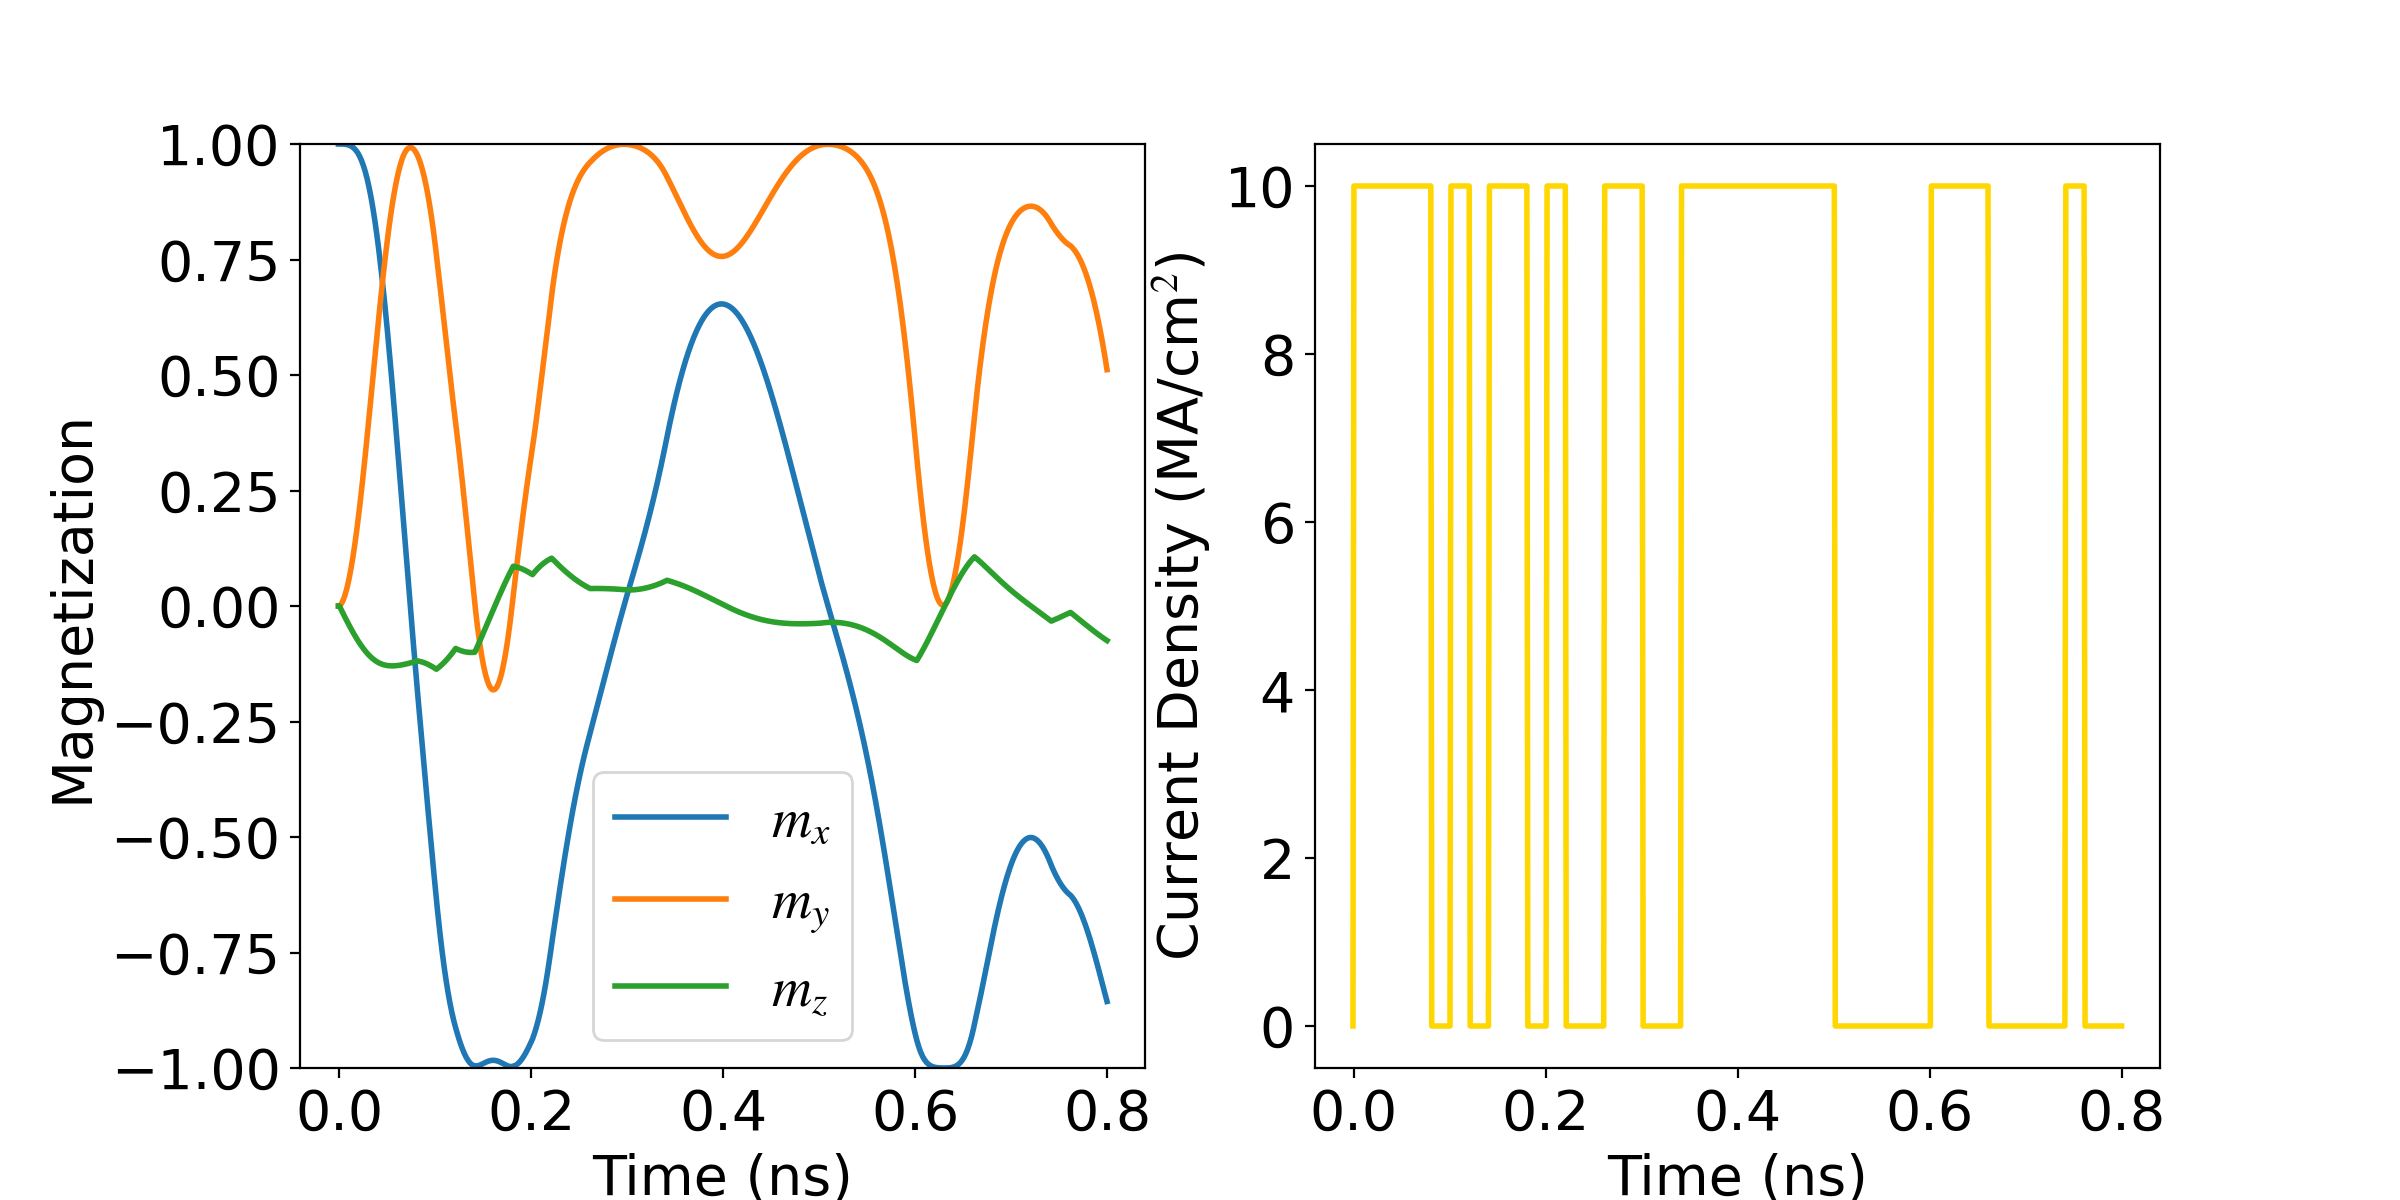 Magnetization
1.00
0.75
0.50
0.25
0.00
−0.25
−0.50
−0.75
−1.00
0.0 0.2 0.4 0.6 0.8
Time (ns)
m_x
m_y
m_z
Current Density (MA/cm²)
10
8
6
4
2
0
0.0 0.2 0.4 0.6 0.8
Time (ns)